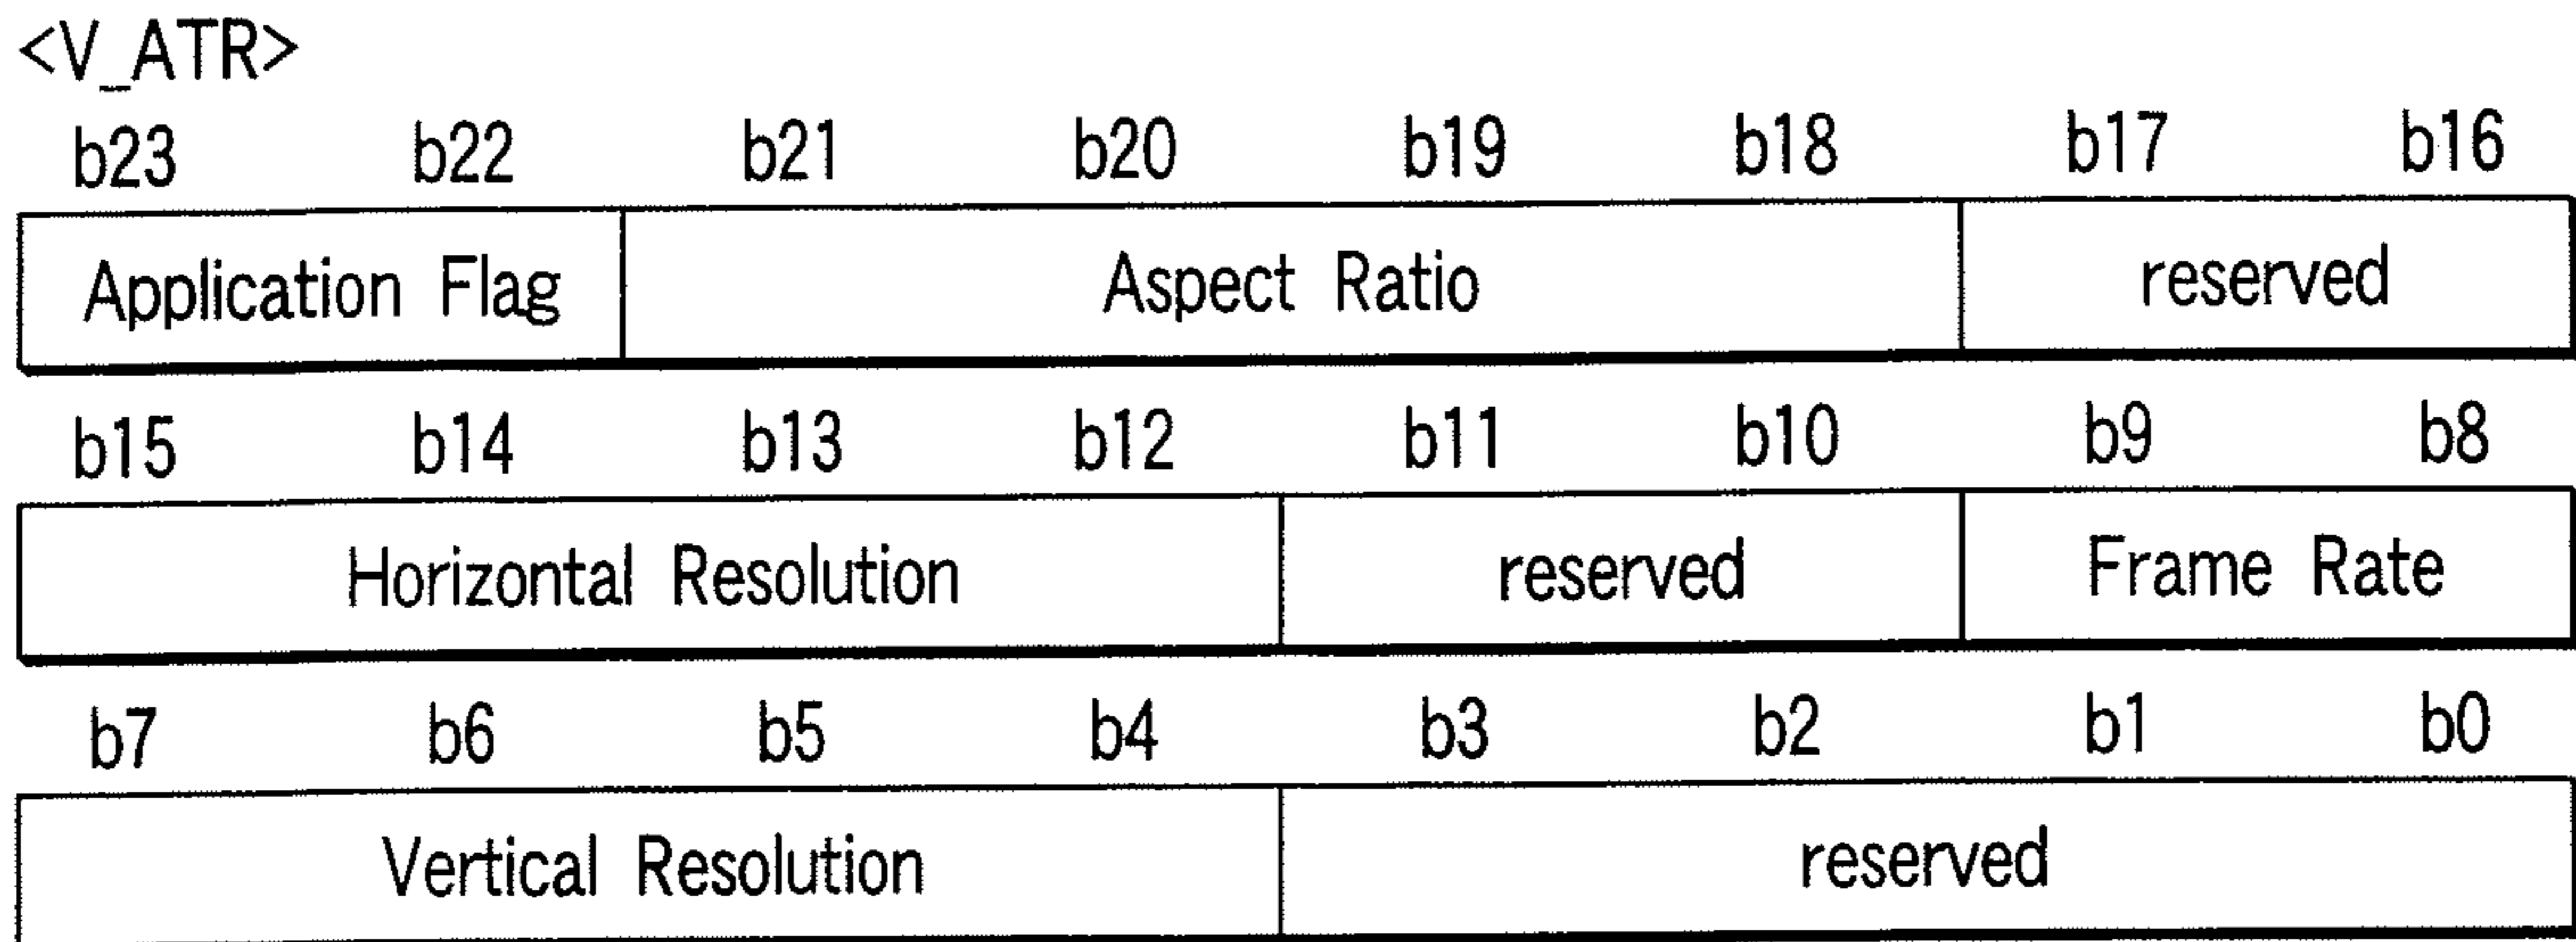 <V_ATR>
b23 b22 b21 b20 b19 b18 b17 b16
Application Flag Aspect Ratio reserved
b15 b14 b13 b12 b11 b10 b9 b8
Horizontal Resolution reserved Frame Rate
b7 b6 b5 b4 b3 b2 b1 b0
Vertical Resolution reserved